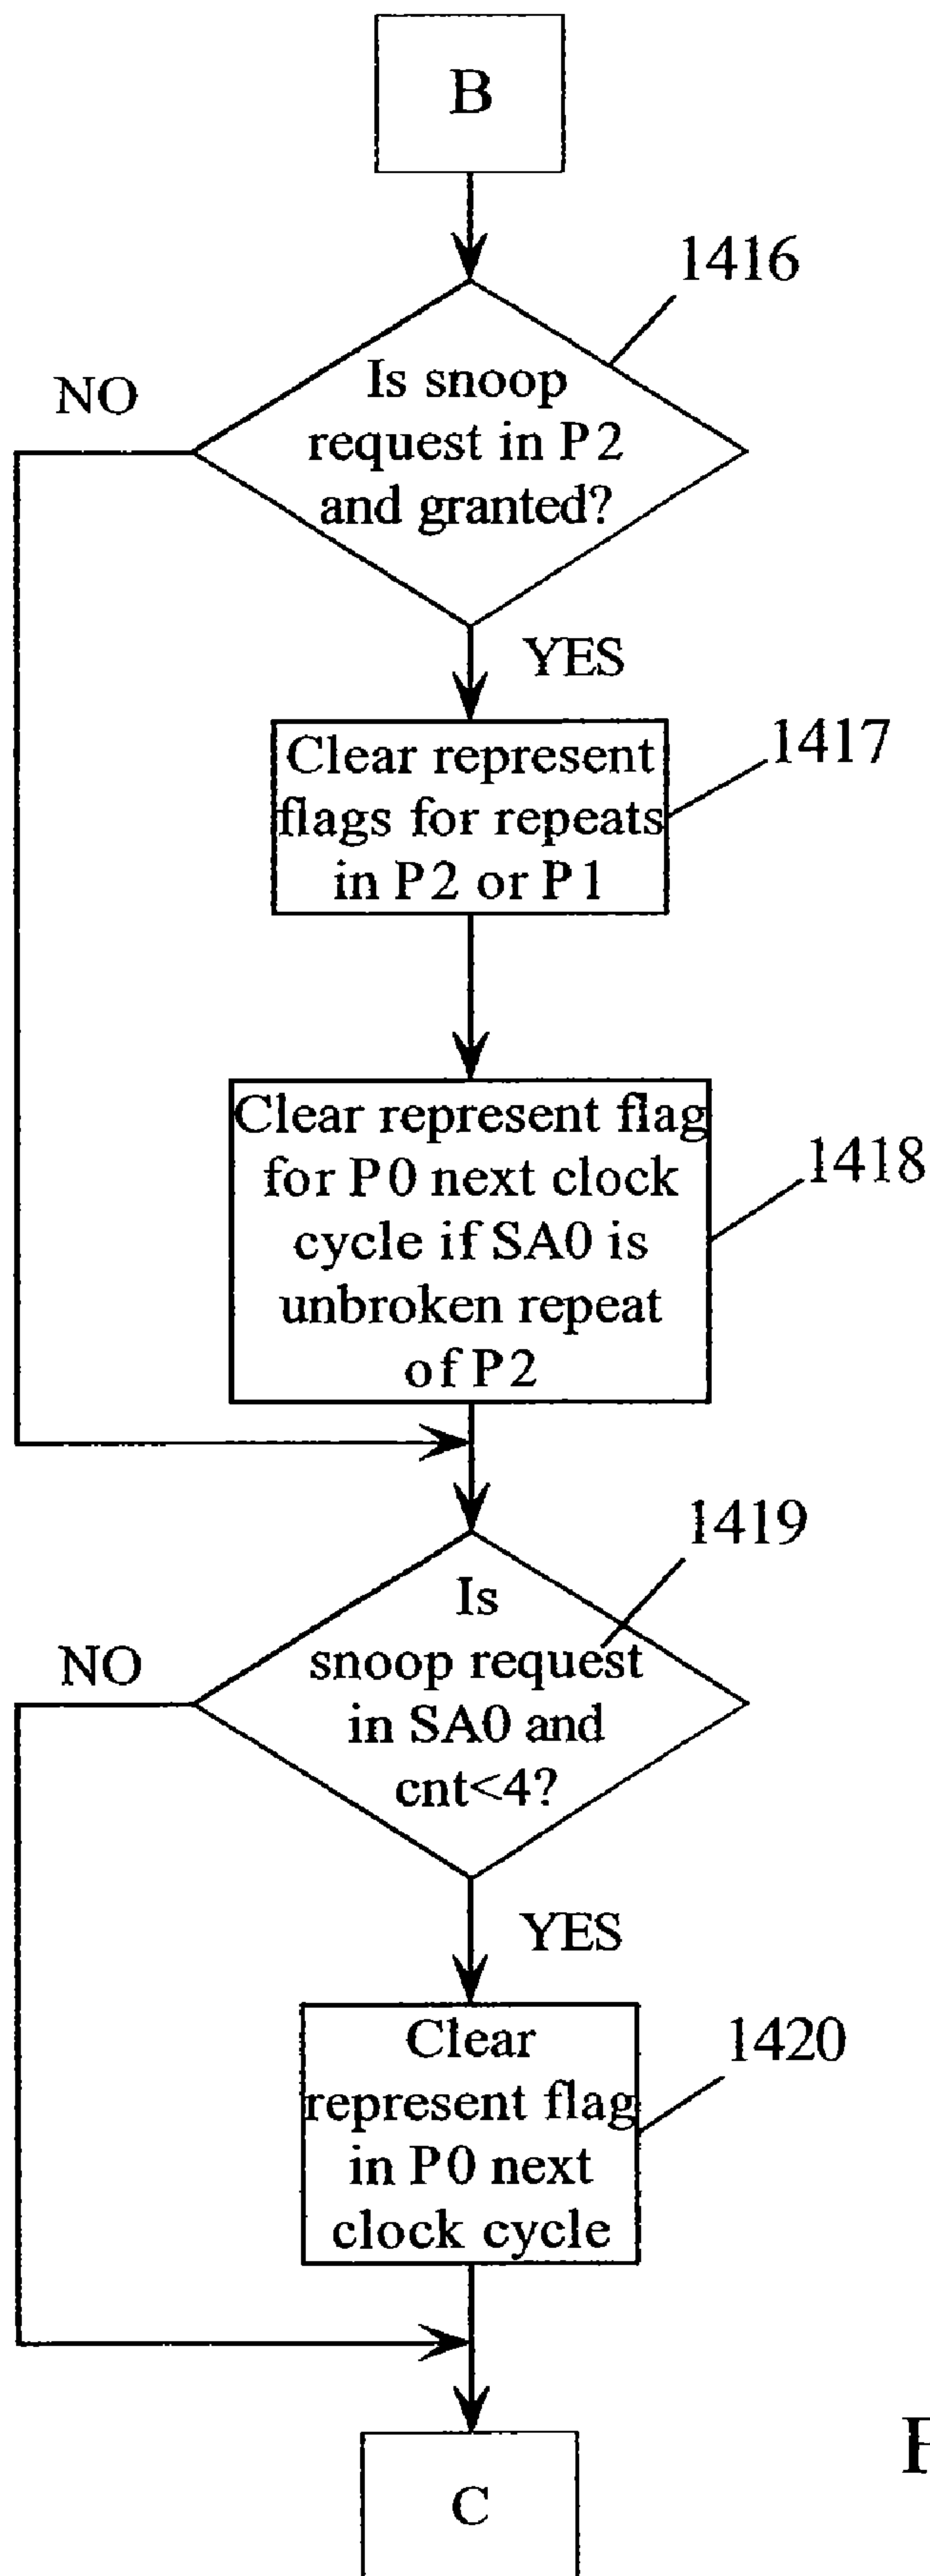 B
1416
NO
Is snoop
request in P2
and granted?
YES
1417
Clear represent
flags for repeats
in P2 or P1
1418
Clear represent flag
for P0 next clock
cycle if SA0 is
unbroken repeat
of P2
1419
NO
Is
snoop request
in SA0 and
cnt<4?
YES
1420
Clear
represent flag
in P0 next
clock cycle
C